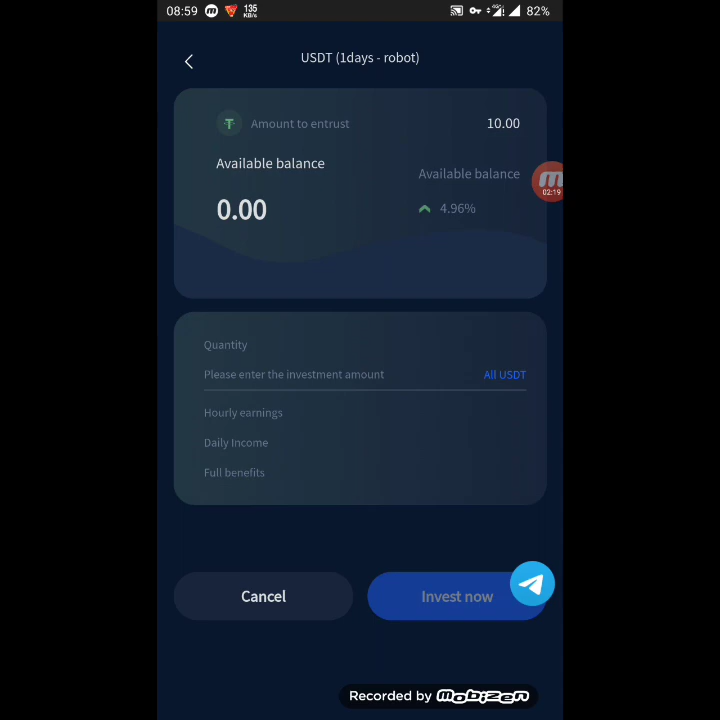 08:59 135 KB/s 82%
USDT (1days - robot)
Amount to entrust 10.00
Available balance
Available balance
0.00
4.96%
02:19
Quantity
Please enter the investment amount All USDT
Hourly earnings
Daily Income
Full benefits
Cancel Invest now
Recorded by mobizen